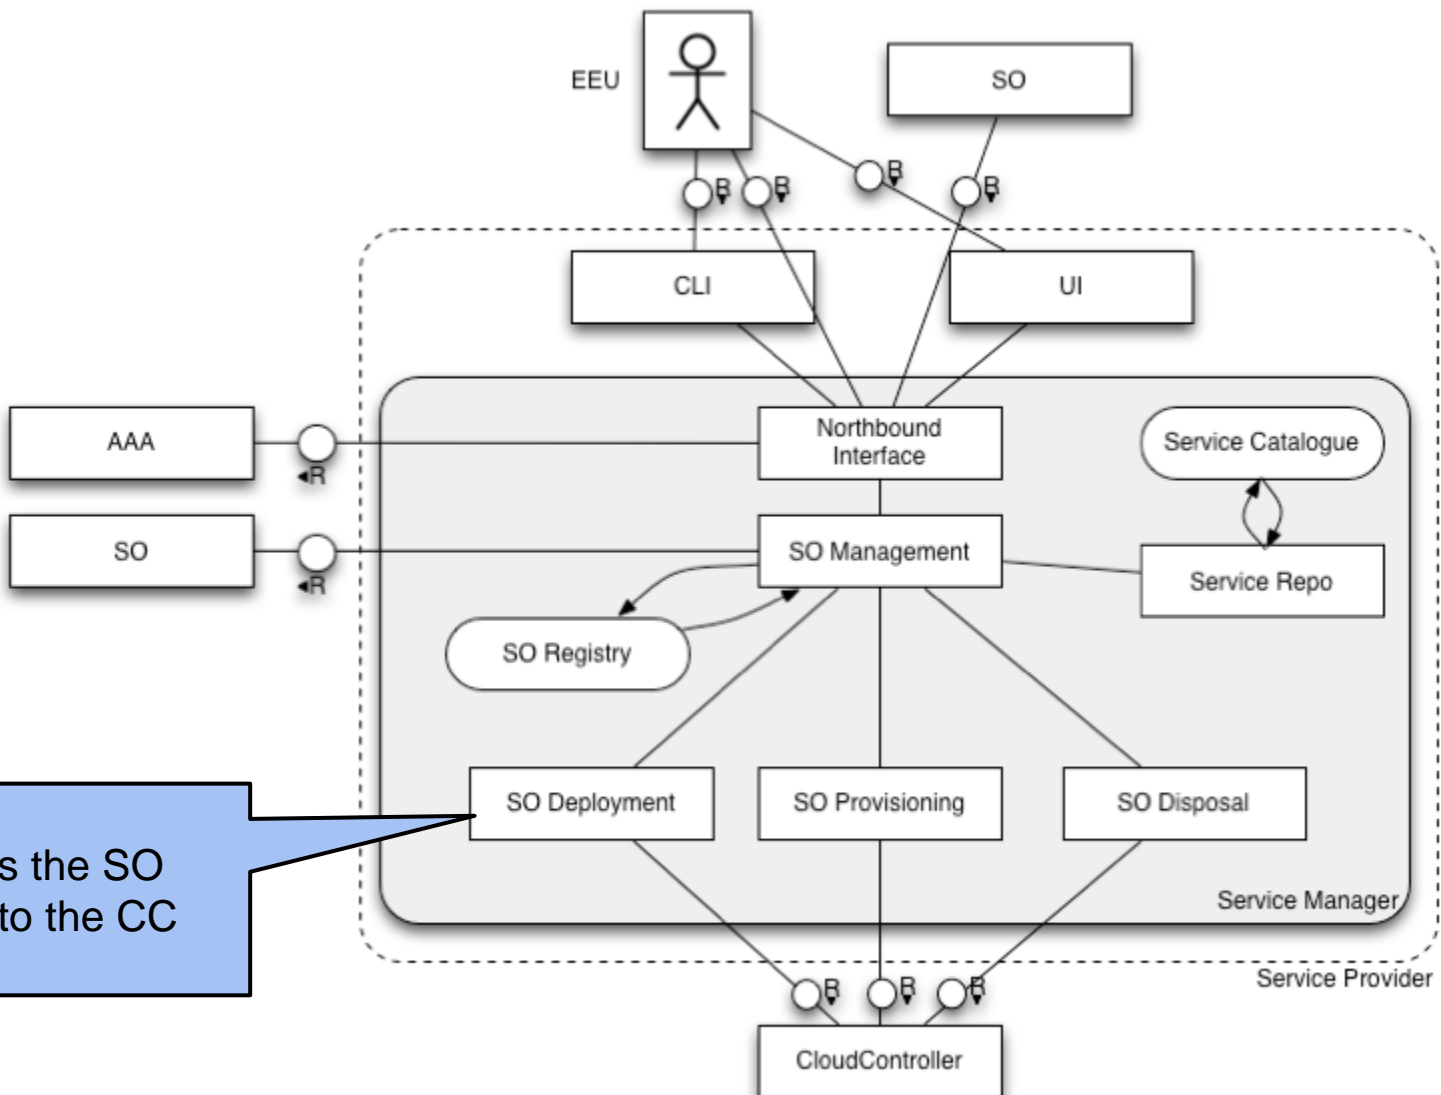 EEU
SO
R
R
R
R
CLI
UI
AAA
R
Northbound
Interface
Service Catalogue
SO
R
SO Management
Service Repo
SO Registry
SO Deployment
SO Provisioning
SO Disposal
s the SO
to the CC
Service Manager
Service Provider
R
R
R
CloudController